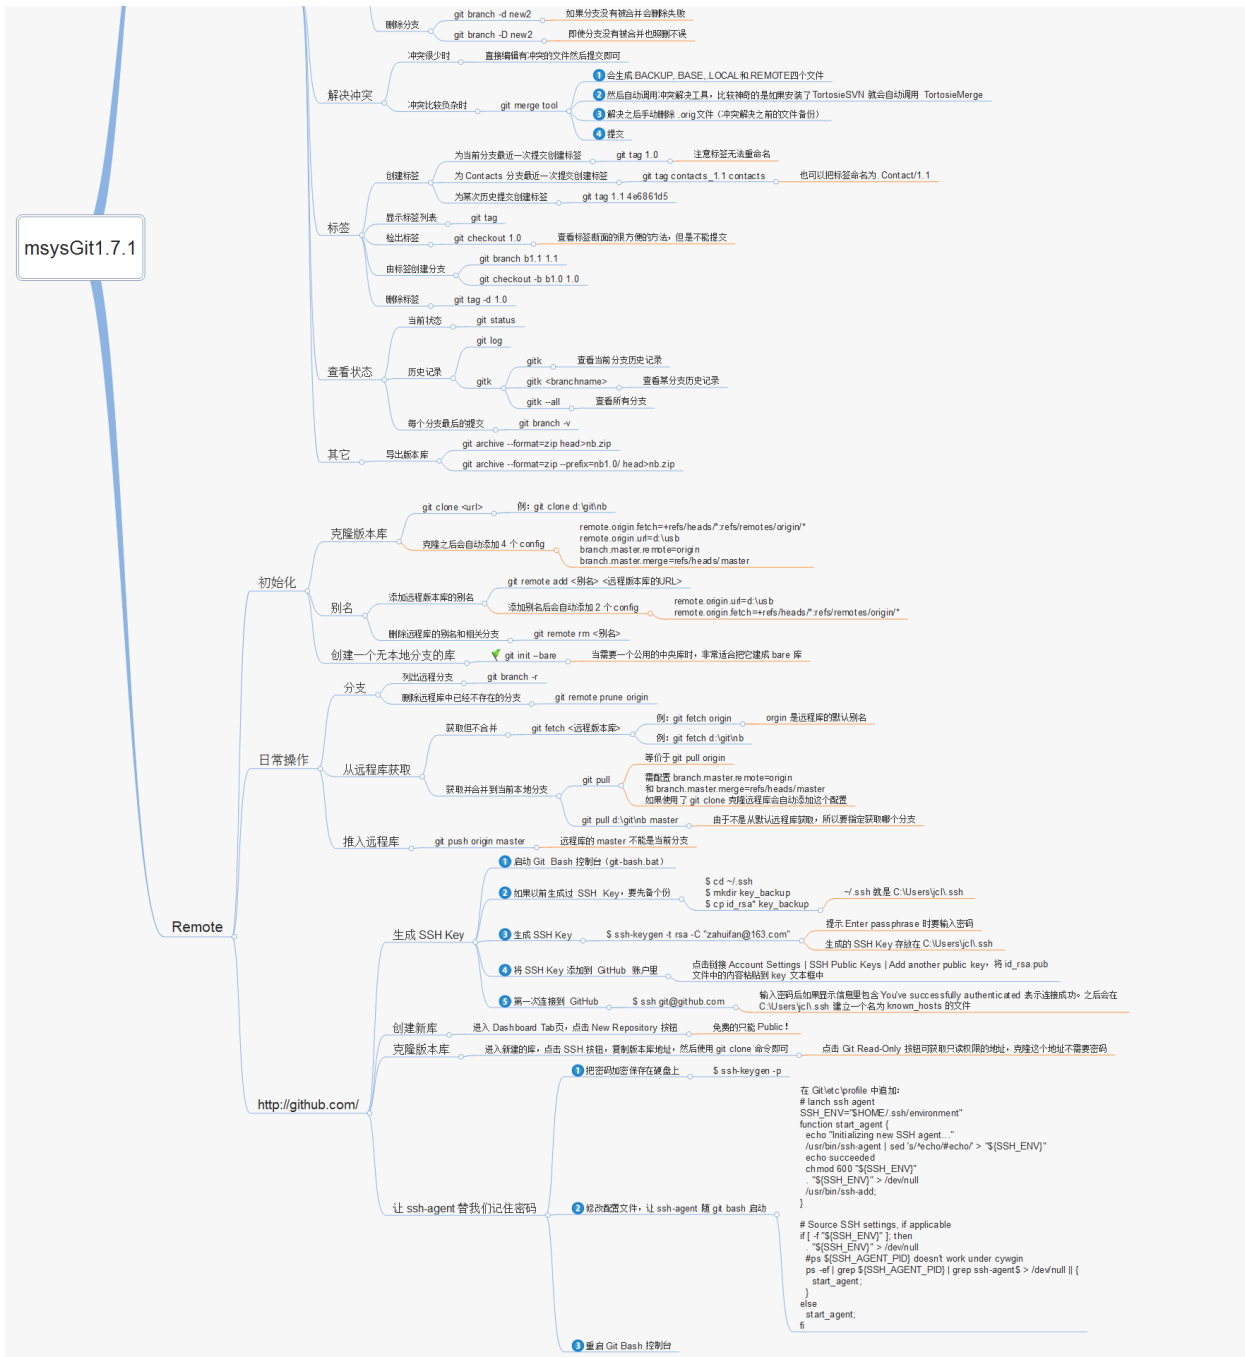 删除分支
git branch -d new2
如果分支没有被合并会删除失败
git branch -D new2
即使分支没有被合并也照删不误
解决冲突
冲突很少时
直接编辑有冲突的文件然后提交即可
冲突比较负杂时
git merge tool
1 会生成.BACKUP,.BASE,.LOCAL和.REMOTE四个文件
2 然后自动调用冲突解决工具，比较神奇的是如果安装了TortosieSVN 就会自动调用 TortosieMerge
3 解决之后手动删除 .orig文件（冲突解决之前的文件备份）
4 提交
msysGit1.7.1
标签
创建标签
为当前分支最近一次提交创建标签
git tag 1.0
注意标签无法重命名
为 Contacts 分支最近一次提交创建标签
git tag contacts_1.1 contacts
也可以把标签命名为 Contact/1.1
为某次历史提交创建标签
git tag 1.1 4e6861d5
显示标签列表
git tag
检出标签
git checkout 1.0
查看标签断面的很方便的方法，但是不能提交
由标签创建分支
git branch b1.1 1.1
git checkout -b b1.0 1.0
删除标签
git tag -d 1.0
查看状态
当前状态
git status
历史记录
git log
gitk
gitk
查看当前分支历史记录
gitk <branchname>
查看某分支历史记录
gitk --all
查看所有分支
每个分支最后的提交
git branch -v
其它
导出版本库
git archive --format=zip head>nb.zip
git archive --format=zip --prefix=nb1.0/ head>nb.zip
Remote
初始化
克隆版本库
git clone <url>
例：git clone d:\git\nb
克隆之后会自动添加 4 个 config
remote.origin.fetch=+refs/heads/*:refs/remotes/origin/*
remote.origin.url=d:\usb
branch.master.remote=origin
branch.master.merge=refs/heads/master
别名
添加远程版本库的别名
git remote add <别名> <远程版本库的URL>
添加别名后会自动添加 2 个 config
remote.origin.url=d:\usb
remote.origin.fetch=+refs/heads/*:refs/remotes/origin/*
删除远程库的别名和相关分支
git remote rm <别名>
创建一个无本地分支的库
git init --bare
当需要一个公用的中央库时，非常适合把它建成 bare 库
日常操作
分支
列出远程分支
git branch -r
删除远程库中已经不存在的分支
git remote prune origin
从远程库获取
获取但不合并
git fetch <远程版本库>
例：git fetch origin
orgin 是远程库的默认别名
例：git fetch d:\git\nb
获取并合并到当前本地分支
git pull
等价于 git pull origin
需配置 branch.master.remote=origin
和 branch.master.merge=refs/heads/master
如果使用了 git clone 克隆远程库会自动添加这个配置
git pull d:\git\nb master
由于不是从默认远程库获取，所以要指定获取哪个分支
推入远程库
git push origin master
远程库的 master 不能是当前分支
http://github.com/
生成 SSH Key
1 启动 Git Bash 控制台（git-bash.bat）
2 如果以前生成过 SSH Key，要先备个份
$ cd ~/.ssh
$ mkdir key_backup
$ cp id_rsa* key_backup
~/.ssh 就是 C:\Users\jcl\.ssh
3 生成 SSH Key
$ ssh-keygen -t rsa -C "zahuifan@163.com"
提示 Enter passphrase 时要输入密码
生成的 SSH Key 存放在 C:\Users\jcl\.ssh
4 将 SSH Key 添加到 GitHub 账户里
点击链接 Account Settings | SSH Public Keys | Add another public key，将 id_rsa.pub
文件中的内容粘贴到 key 文本框中
5 第一次连接到 GitHub
$ ssh git@github.com
输入密码后如果显示信息里包含 You've successfully authenticated 表示连接成功。之后会在
C:\Users\jcl\.ssh 建立一个名为 known_hosts 的文件
创建新库
进入 Dashboard Tab页，点击 New Repository 按钮
免费的只能 Public！
克隆版本库
进入新建的库，点击 SSH 按钮，复制版本库地址，然后使用 git clone 命令即可
点击 Git Read-Only 按钮可获取只读权限的地址，克隆这个地址不需要密码
让 ssh-agent 替我们记住密码
1 把密码加密保存在硬盘上
$ ssh-keygen -p
2 修改配置文件，让 ssh-agent 随 git bash 启动
在 Git\etc\profile 中追加：
# lanch ssh agent
SSH_ENV="$HOME/.ssh/environment"
function start_agent {
echo "Initializing new SSH agent..."
/usr/bin/ssh-agent | sed 's/^echo/#echo/' > "${SSH_ENV}"
echo succeeded
chmod 600 "${SSH_ENV}"
. "${SSH_ENV}" > /dev/null
/usr/bin/ssh-add;
}
# Source SSH settings, if applicable
if [ -f "${SSH_ENV}" ]; then
. "${SSH_ENV}" > /dev/null
#ps ${SSH_AGENT_PID} doesn't work under cywgin
ps -ef | grep ${SSH_AGENT_PID} | grep ssh-agent$ > /dev/null || {
start_agent;
}
else
start_agent;
fi
3 重启 Git Bash 控制台